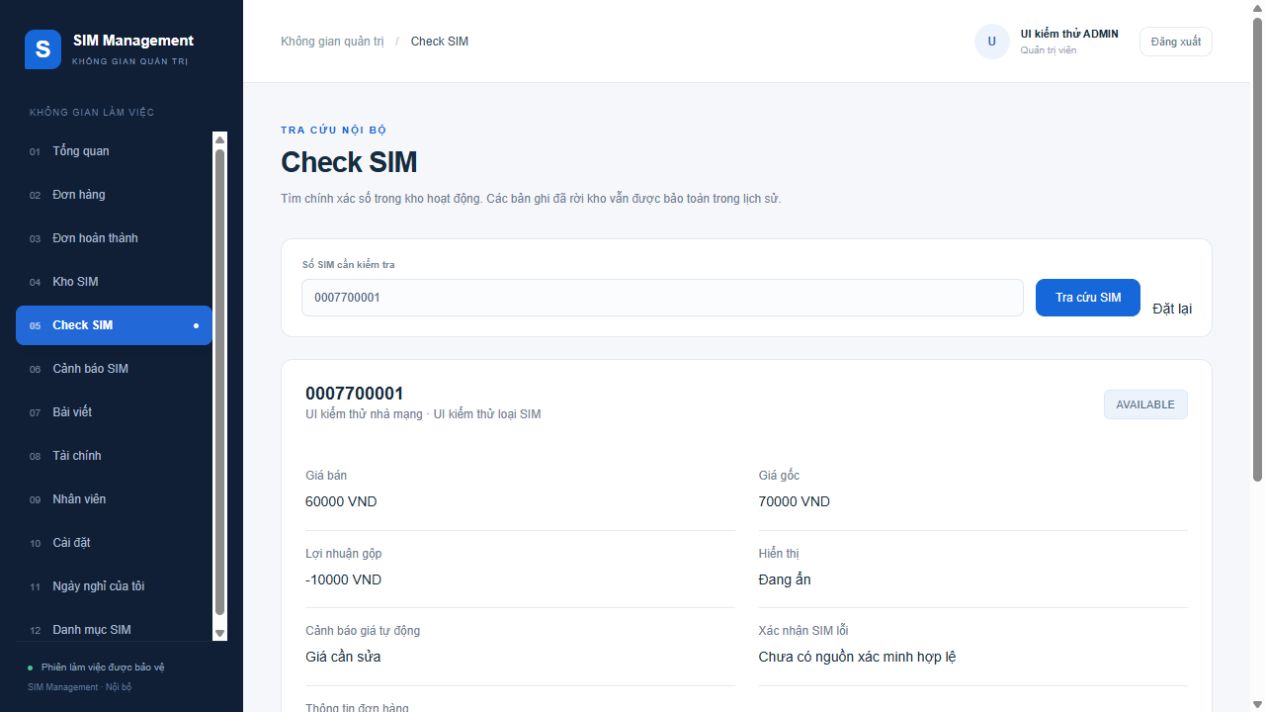 S
SIM Management
KHÔNG GIAN QUẢN TRỊ
KHÔNG GIAN LÀM VIỆC
01 Tổng quan
02 Đơn hàng
03 Đơn hoàn thành
04 Kho SIM
05 Check SIM
06 Cảnh báo SIM
07 Bài viết
08 Tài chính
09 Nhân viên
10 Cài đặt
11 Ngày nghỉ của tôi
12 Danh mục SIM
Phiên làm việc được bảo vệ
SIM Management · Nội bộ
Không gian quản trị / Check SIM
U
UI kiểm thử ADMIN
Quản trị viên
Đăng xuất
TRA CỨU NỘI BỘ
Check SIM
Tìm chính xác số trong kho hoạt động. Các bản ghi đã rời kho vẫn được bảo toàn trong lịch sử.
Số SIM cần kiểm tra
0007700001
Tra cứu SIM
Đặt lại
0007700001
UI kiểm thử nhà mạng · UI kiểm thử loại SIM
AVAILABLE
Giá bán
60000 VND
Giá gốc
70000 VND
Lợi nhuận gộp
-10000 VND
Hiển thị
Đang ẩn
Cảnh báo giá tự động
Giá cần sửa
Xác nhận SIM lỗi
Chưa có nguồn xác minh hợp lệ
Thông tin đơn hàng